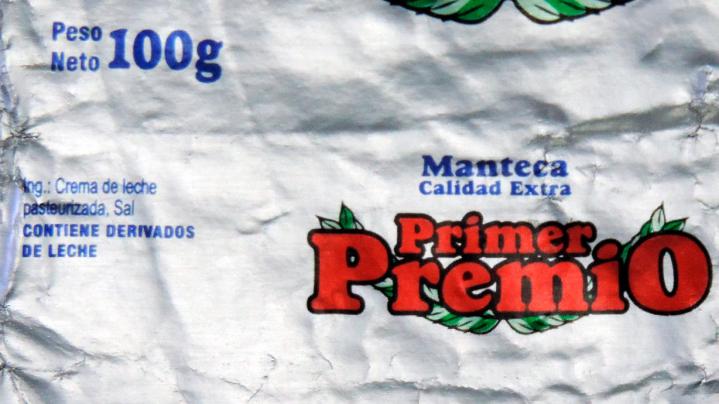 Peso
Neto 100g
Ing.: Crema de leche
pasteurizada, Sal
CONTIENE DERIVADOS
DE LECHE
Manteca
Calidad Extra
Primer
Premio